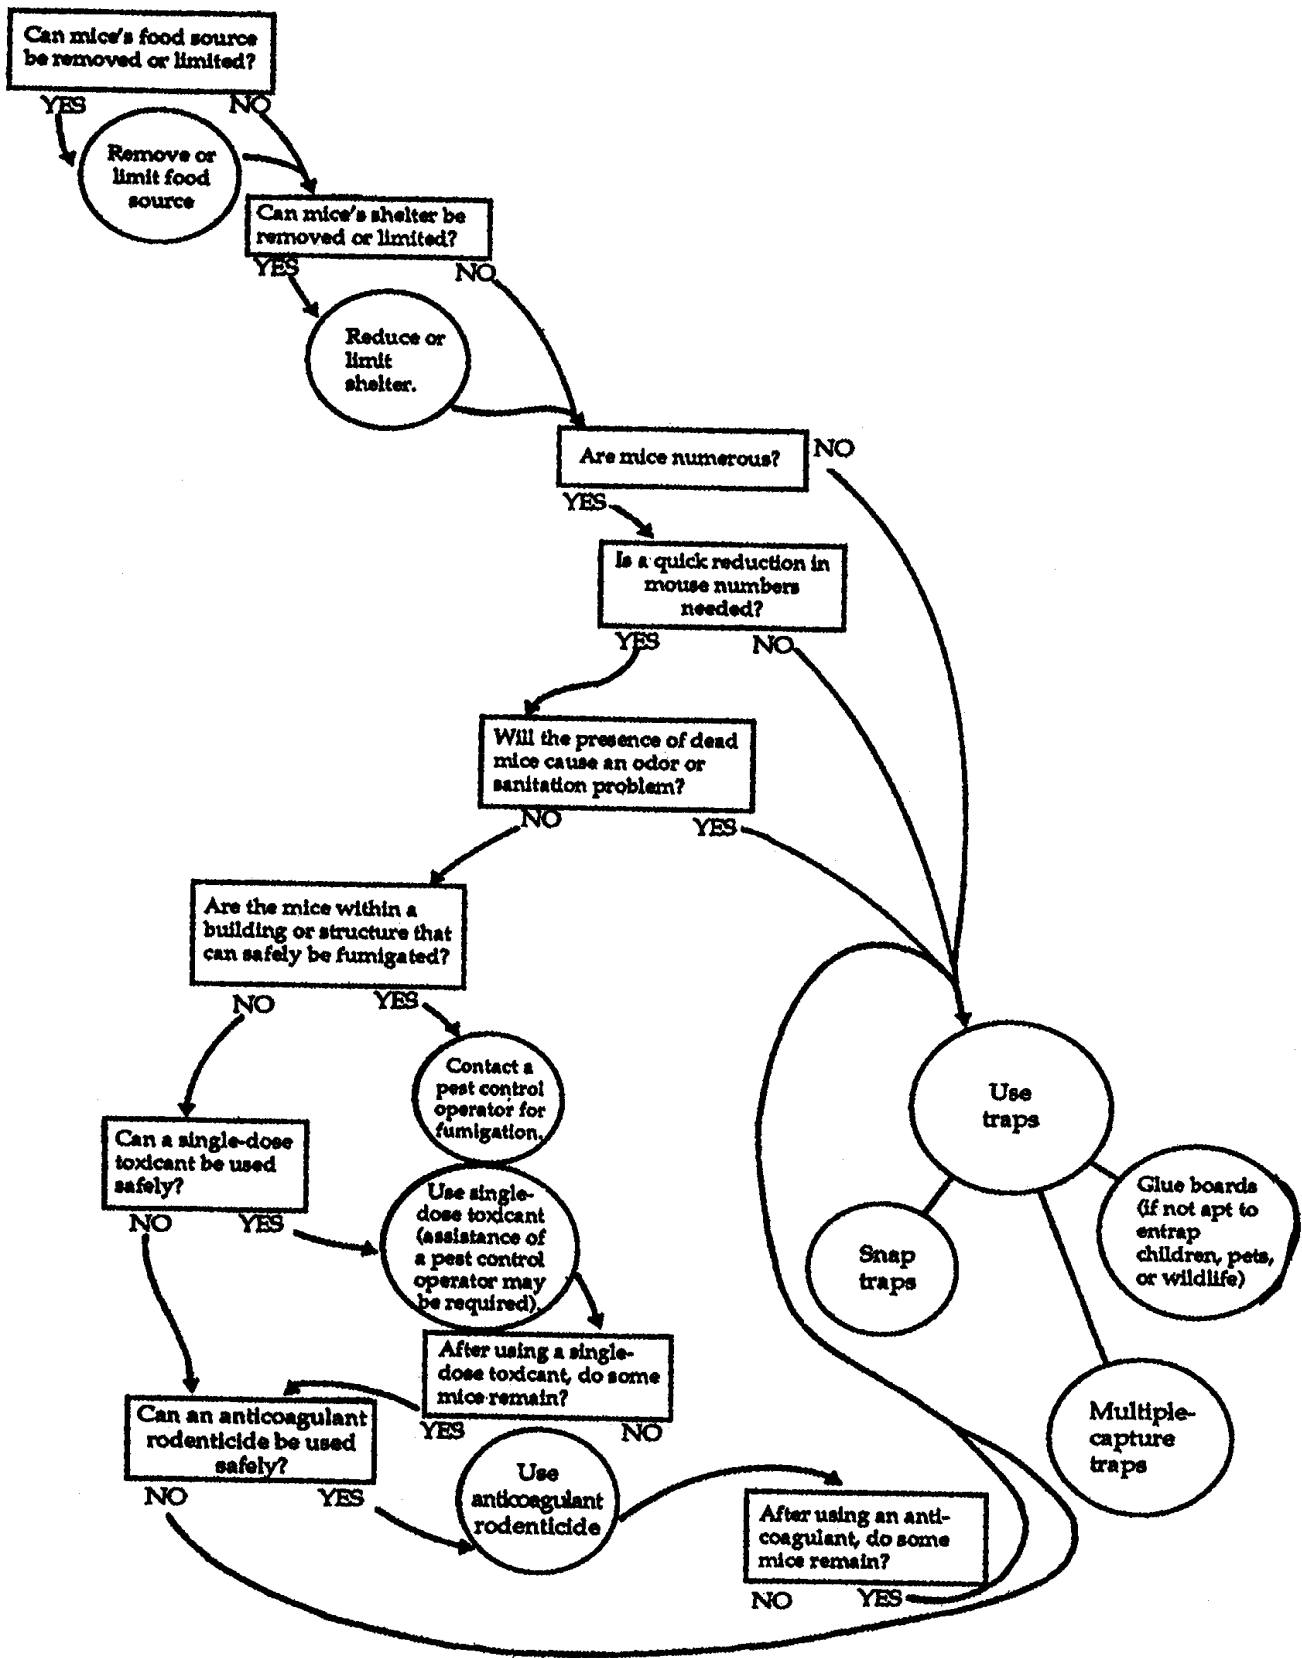 Can mice's food source
be removed or limited?
YES
NO
Remove or
limit food
source
Can mice's shelter be
removed or limited?
YES
NO
Reduce or
limit
shelter.
Are mice numerous?
NO
YES
Is a quick reduction in
mouse numbers
needed?
YES
NO
Will the presence of dead
mice cause an odor or
sanitation problem?
NO
YES
Are the mice within a
building or structure that
can safely be fumigated?
NO
YES
Contact a
pest control
operator for
fumigation.
Can a single-dose
toxicant be used
safely?
NO
YES
Use single-
dose toxicant
(assistance of
a pest control
operator may
be required).
After using a single-
dose toxicant, do some
mice remain?
YES
NO
Can an anticoagulant
rodenticide be used
safely?
NO
YES
Use
anticoagulant
rodenticide
After using an anti-
coagulant, do some
mice remain?
NO
YES
Use
traps
Snap
traps
Glue boards
(if not apt to
entrap
children, pets,
or wildlife)
Multiple-
capture
traps